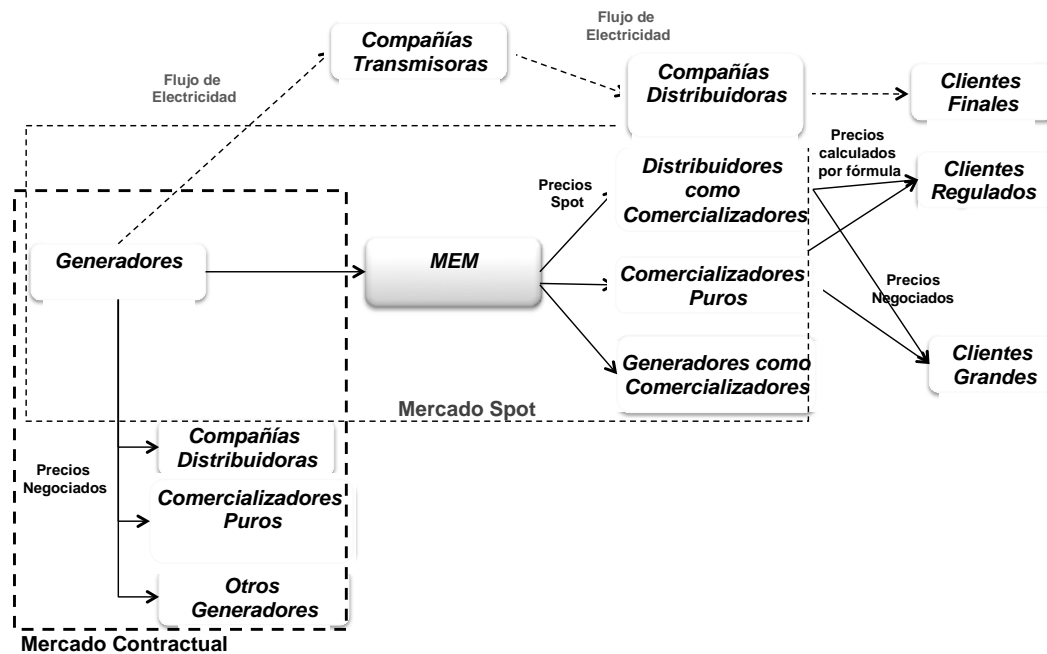 Flujo de
Electricidad
Compañías
Transmisoras
Flujo de
Electricidad
Compañías
Distribuidoras
Clientes
Finales
Precios
calculados
por fórmula
Distribuidores
como
Comercializadores
Precios
Spot
Clientes
Regulados
Generadores
MEM
Comercializadores
Puros
Precios
Negociados
Generadores como
Comercializadores
Clientes
Grandes
Mercado Spot
Compañías
Distribuidoras
Precios
Negociados
Comercializadores
Puros
Otros
Generadores
Mercado Contractual